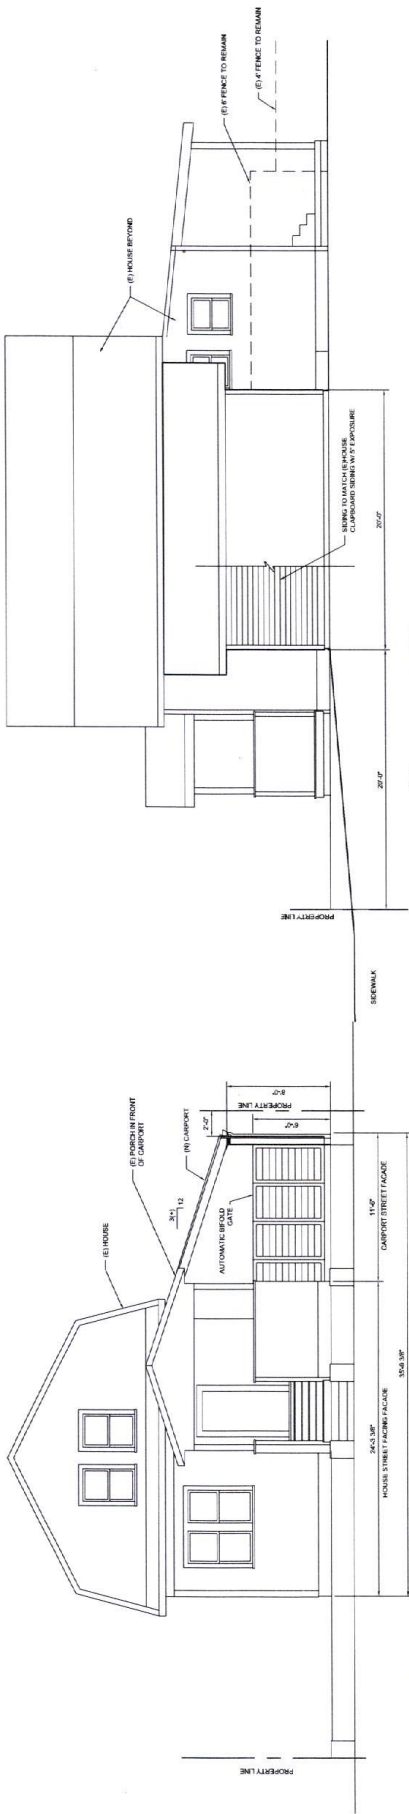 (E) HOUSE
(E) PORCH IN FRONT
OF CARPORT
3(+)
12
(N) CARPORT
2'-0"
AUTOMATIC BIFOLD
GATE
PROPERTY LINE
8'-0"
6'-0"
24'-3 3/8"
HOUSE STREET FACING FACADE
11'-6"
CARPORT STREET FACADE
35'-9 3/8"
PROPERTY LINE
(E) HOUSE BEYOND
(E) 6' FENCE TO REMAIN
(E) 4' FENCE TO REMAIN
SIDING TO MATCH (E)HOUSE
CLAPBOARD SIDING W/ 5" EXPOSURE
PROPERTY LINE
SIDEWALK
20'-0"
20'-0"